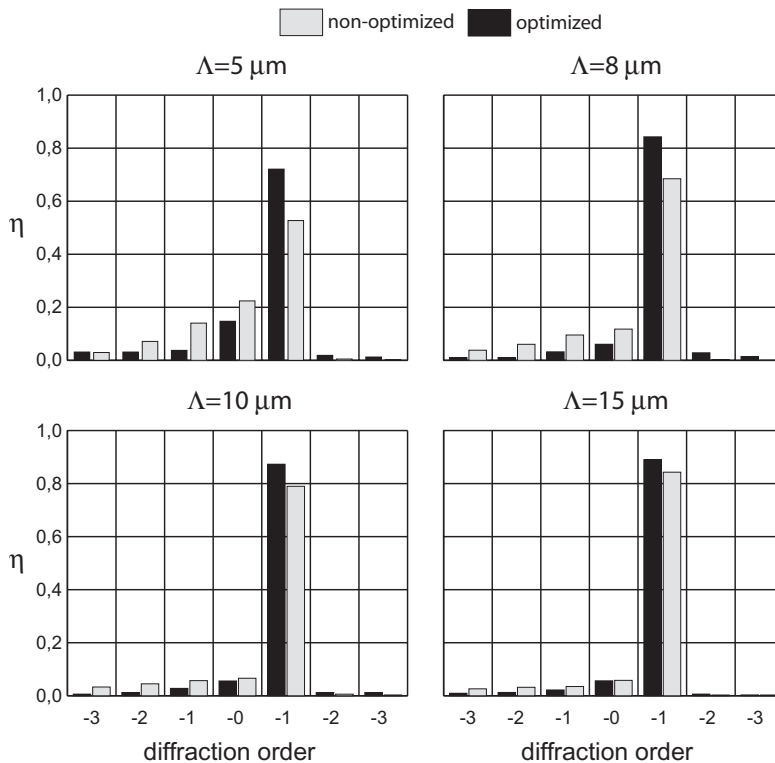 non-optimized optimized
Λ=5 μm Λ=8 μm
1,0
0,8
0,6
η
0,4
0,2
0,0
Λ=10 μm Λ=15 μm
1,0
0,8
0,6
η
0,4
0,2
0,0
-3 -2 -1 -0 -1 -2 -3 -3 -2 -1 -0 -1 -2 -3
diffraction order diffraction order